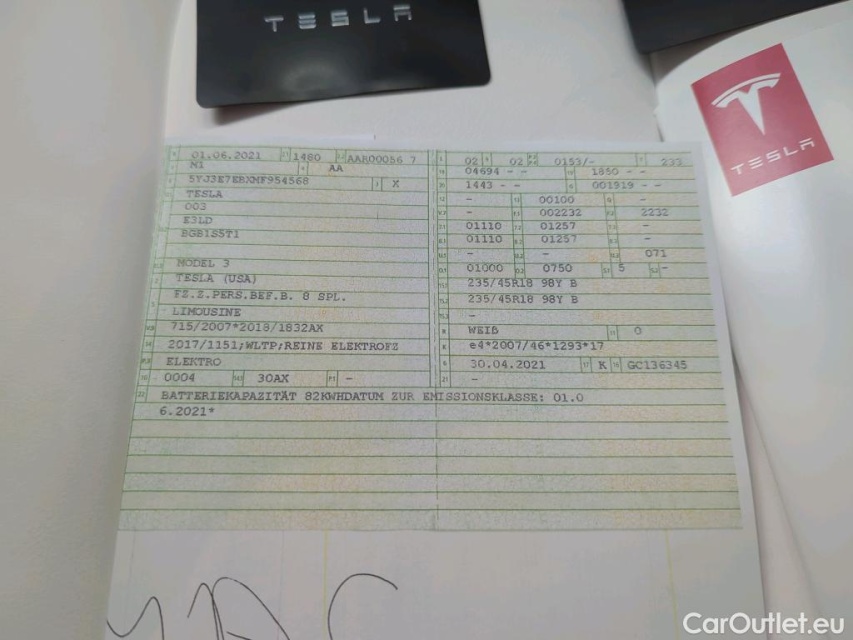 TESLA
TESLA
01.06.2021 1480 AAR00056 7
M1 AA
5YJ3E7EBXMF954568 X
TESLA
003
E3LD
BGB1S5T1
MODEL 3
TESLA (USA)
FZ.Z.PERS.BEF.B. 8 SPL.
LIMOUSINE
715/2007*2018/1832AX
2017/1151;WLTP;REINE ELEKTROFZ
ELEKTRO
0004 30AX -
02 02 0153/- 233
04694 - - 1850 - -
1443 - - 001919 - -
- 00100 -
- 002232 2232
01110 01257 -
01110 01257 -
- - 071
01000 0750 5 -
235/45R18 98Y B
235/45R18 98Y B
-
WEIß 0
e4*2007/46*1293*17
30.04.2021 K GC136345
-
BATTERIEKAPAZITÄT 82KWHDATUM ZUR EMISSIONSKLASSE: 01.0
6.2021*
CarOutlet.eu